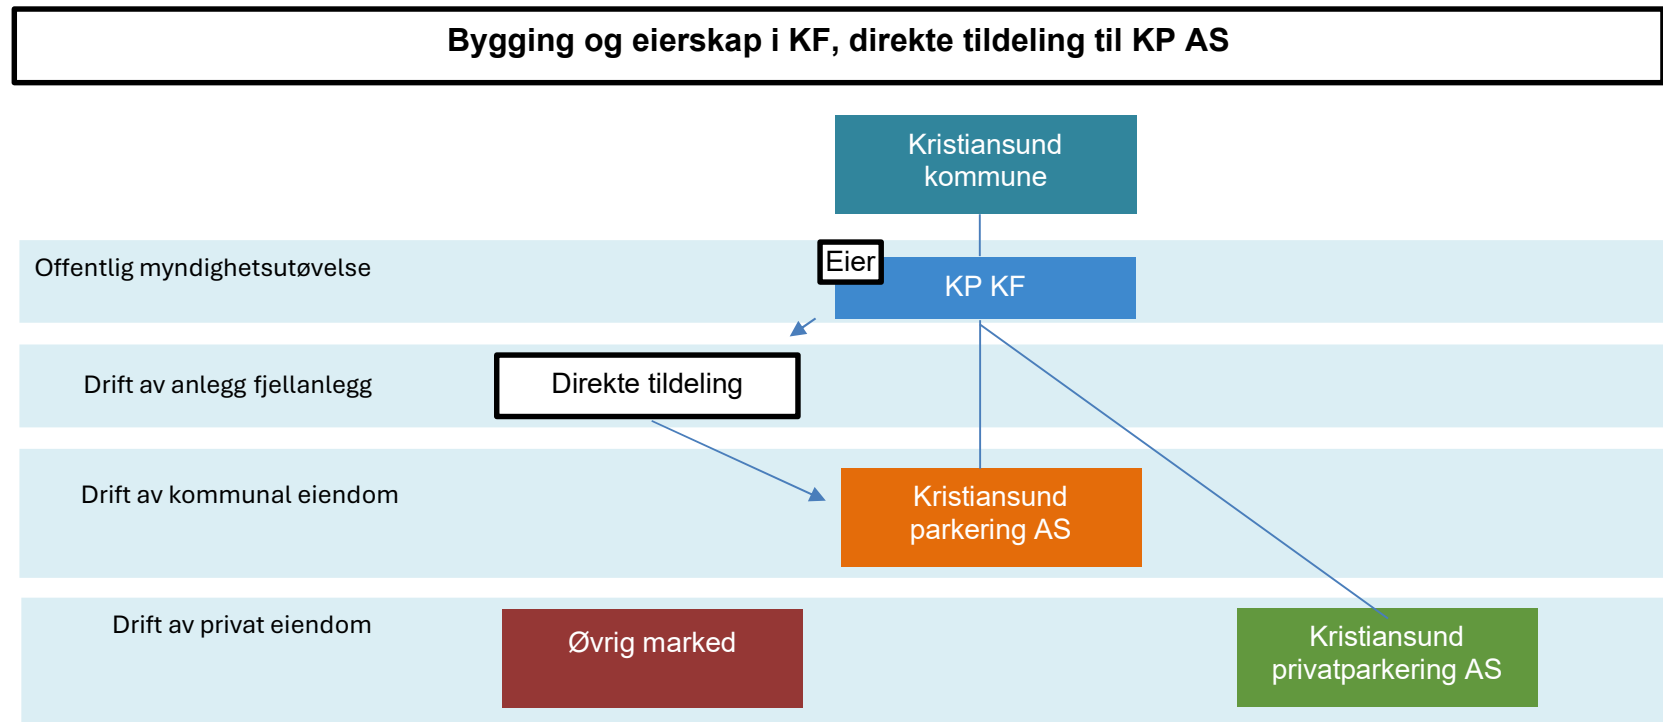 Bygging og eierskap i KF, direkte tildeling til KP AS
Kristiansund
kommune
Offentlig myndighetsutøvelse
Eier
KP KF
Drift av anlegg fjellanlegg
Direkte tildeling
Drift av kommunal eiendom
Kristiansund
parkering AS
Drift av privat eiendom
Øvrig marked
Kristiansund
privatparkering AS